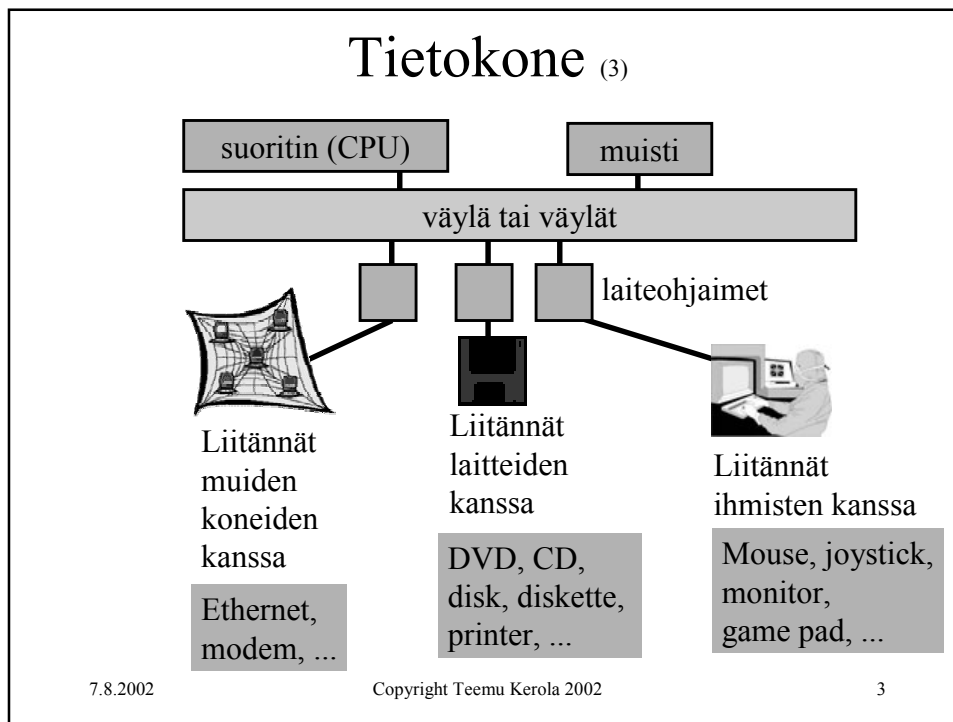 Tietokone (3)
suoritin (CPU)
muisti
väylä tai väylät
laiteohjaimet
Liitännät
muiden
koneiden
kanssa
Ethernet,
modem, ...
Liitännät
laitteiden
kanssa
DVD, CD,
disk, diskette,
printer, ...
Liitännät
ihmisten kanssa
Mouse, joystick,
monitor,
game pad, ...
7.8.2002 Copyright Teemu Kerola 2002 3